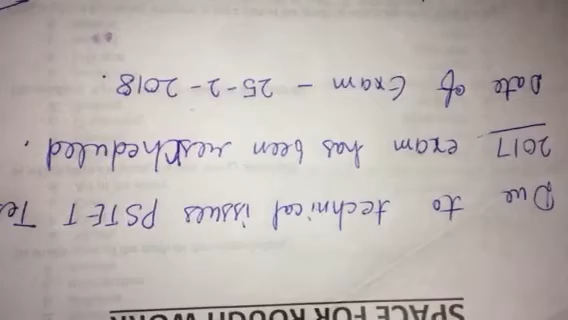 SPACE FOR ROUGH WORK
Due to technical issues PSTET
2017 exam has been rescheduled.
Date of Exam - 25-2-2018.